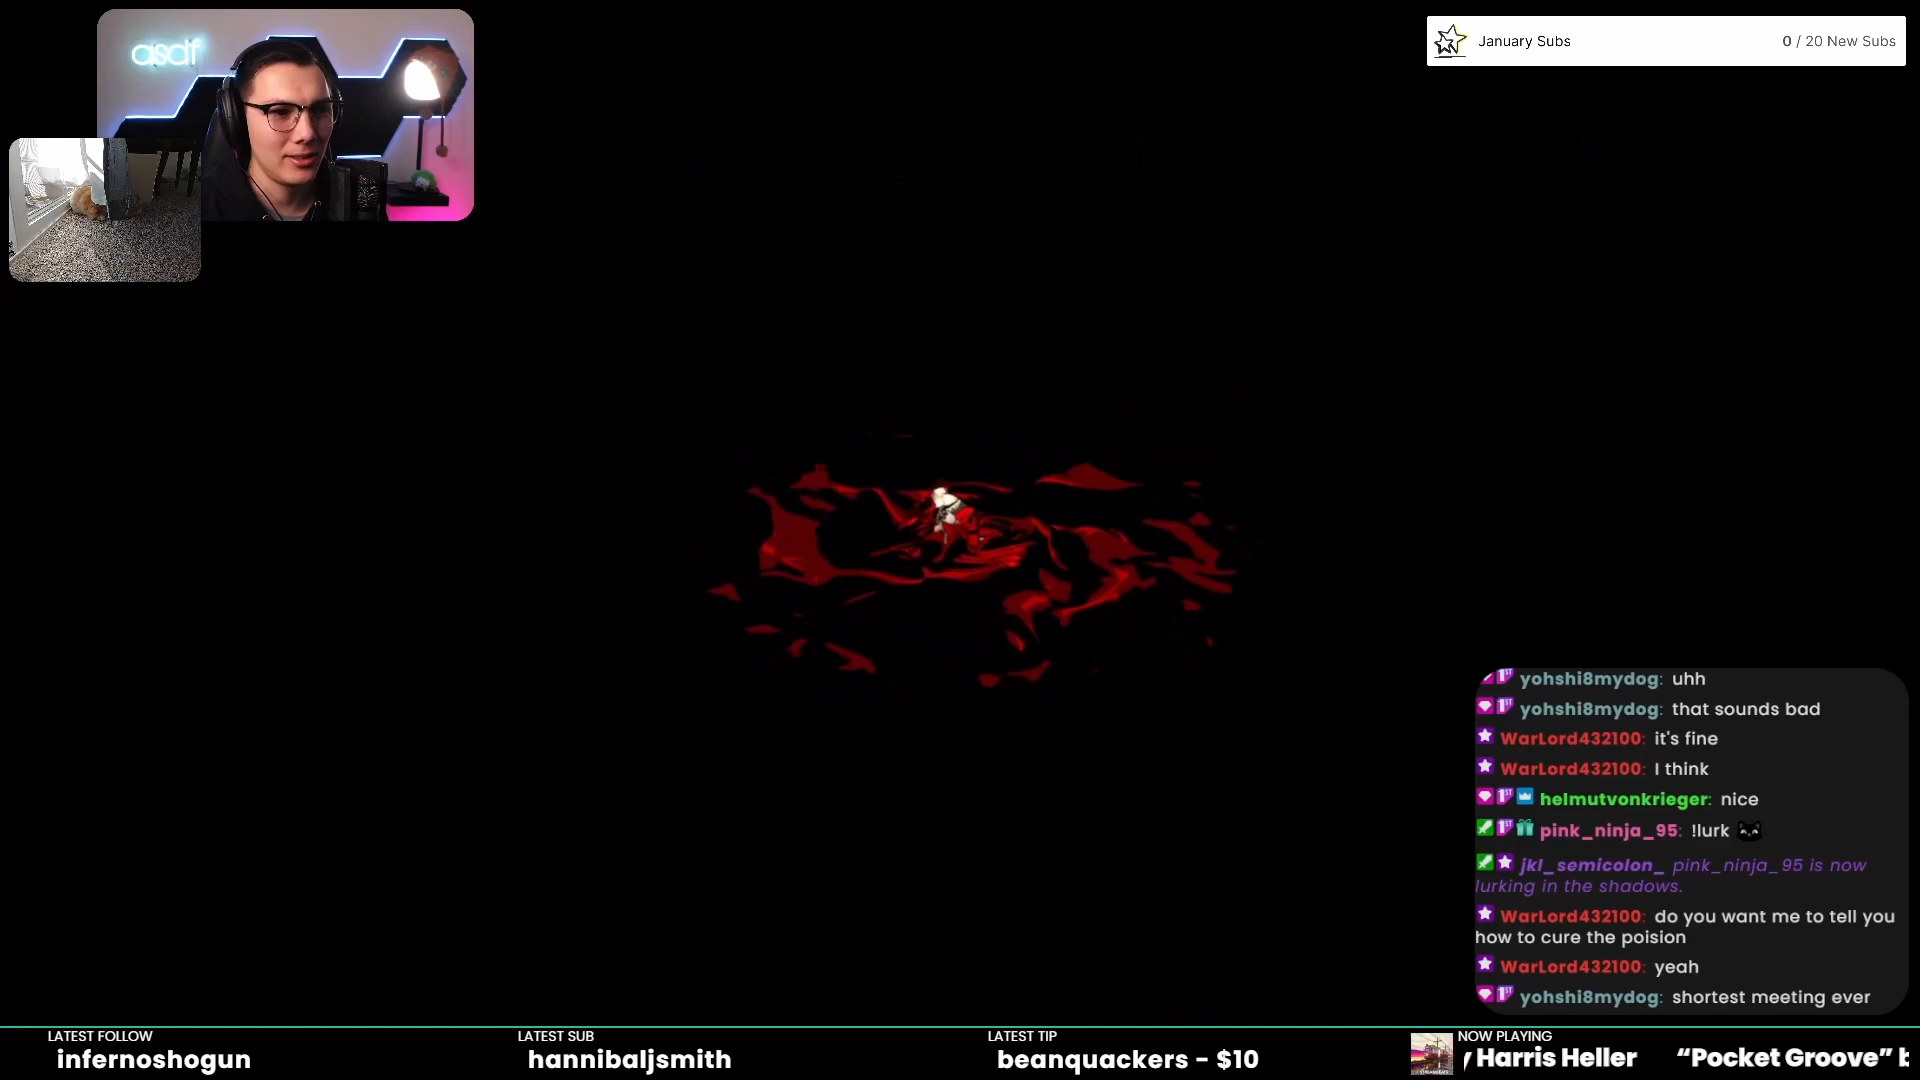 asdf
January Subs
0 / 20 New Subs
yohshi8mydog: uhh
yohshi8mydog: that sounds bad
WarLord432100: it's fine
WarLord432100: I think
helmutvonkrieger: nice
pink_ninja_95: !lurk
jkl_semicolon_ pink_ninja_95 is now
lurking in the shadows.
WarLord432100: do you want me to tell you
how to cure the poision
WarLord432100: yeah
yohshi8mydog: shortest meeting ever
LATEST FOLLOW
infernoshogun
LATEST SUB
hannibaljsmith
LATEST TIP
beanquackers - $10
NOW PLAYING
y Harris Heller “Pocket Groove” b